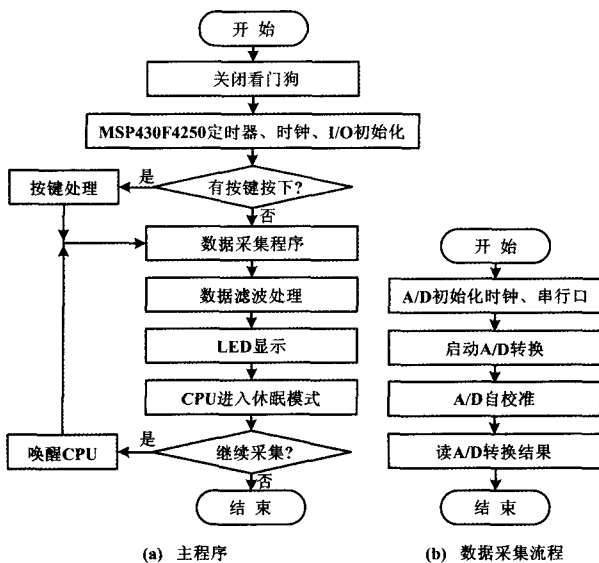 开 始
关闭看门狗
MSP430F4250定时器、时钟、I/O初始化
按键处理
是
有按键按下?
否
数据采集程序
数据滤波处理
LED显示
CPU进入休眠模式
唤醒CPU
是
继续采集?
否
结 束
(a) 主程序
开 始
A/D初始化时钟、串行口
启动A/D转换
A/D自校准
读A/D转换结果
结 束
(b) 数据采集流程